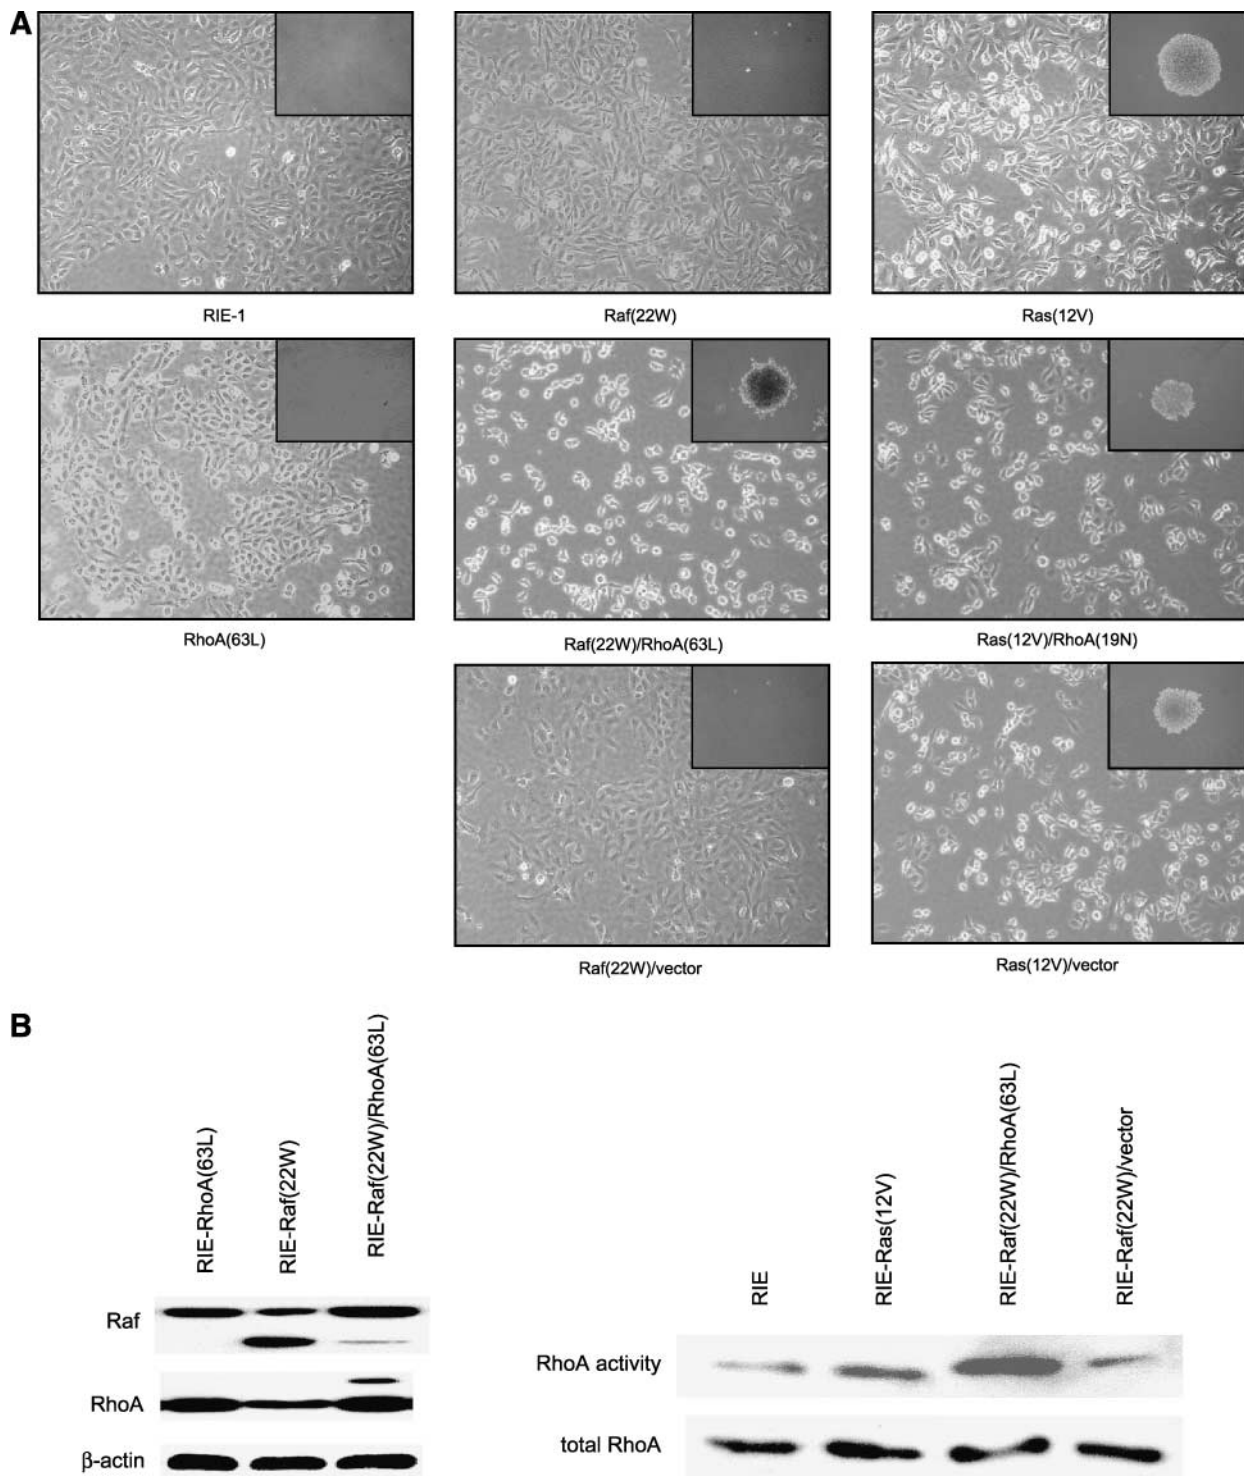 A
RIE-1
Raf(22W)
Ras(12V)
RhoA(63L)
Raf(22W)/RhoA(63L)
Ras(12V)/RhoA(19N)
Raf(22W)/vector
Ras(12V)/vector
B
RIE-RhoA(63L)
RIE-Raf(22W)
RIE-Raf(22W)/RhoA(63L)
Raf
RhoA
β-actin
RIE
RIE-Ras(12V)
RIE-Raf(22W)/RhoA(63L)
RIE-Raf(22W)/vector
RhoA activity
total RhoA